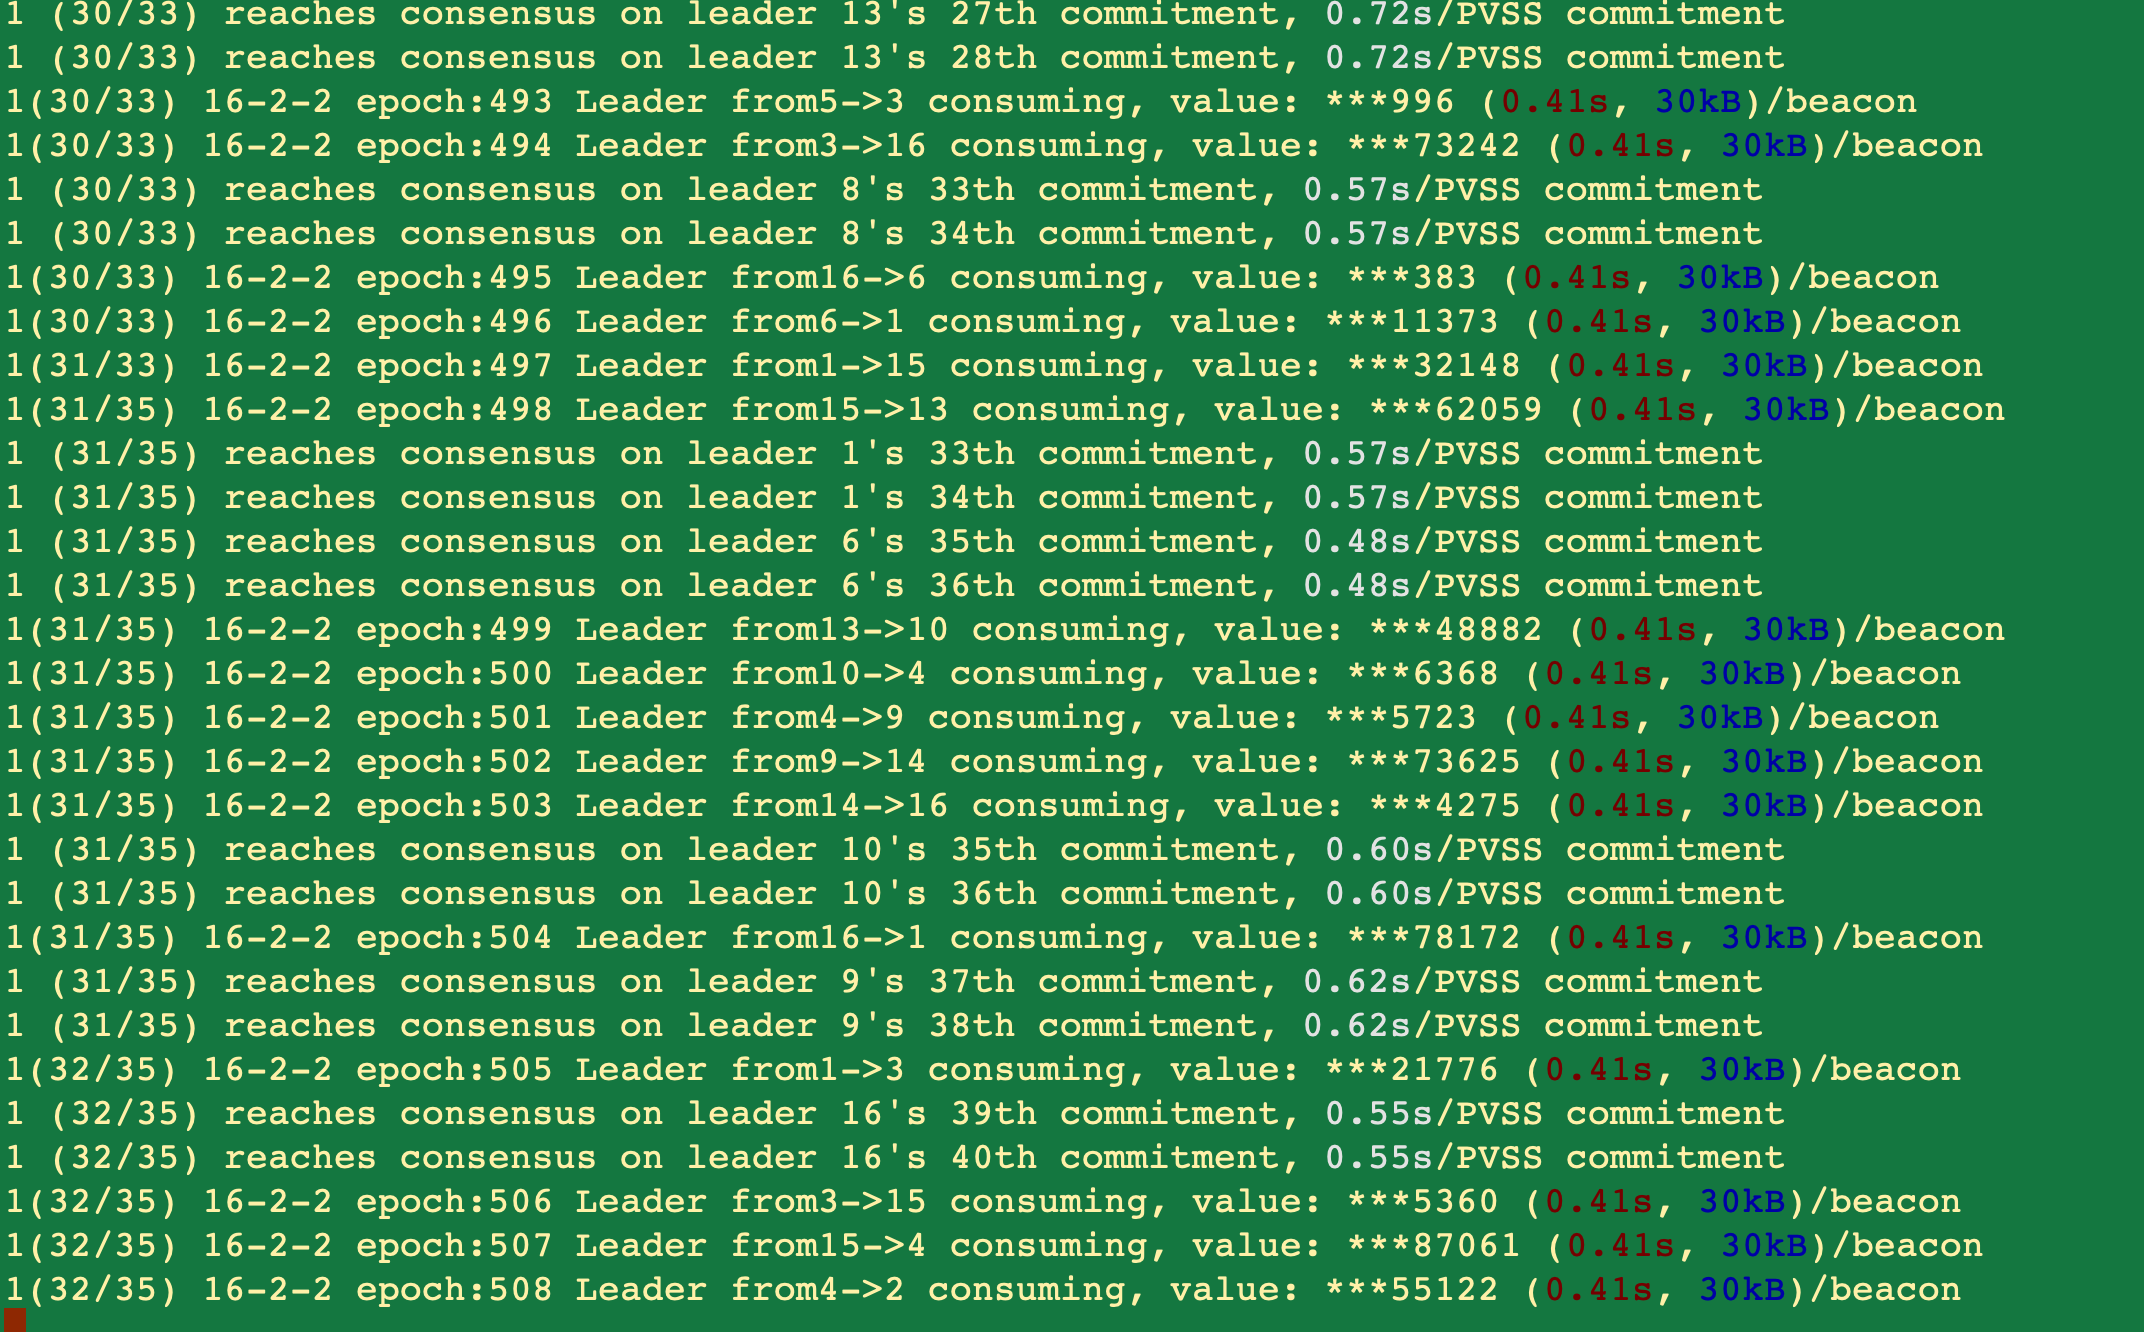 1 (30/33) reaches consensus on leader 13's 27th commitment, 0.72s/PVSS commitment
1 (30/33) reaches consensus on leader 13's 28th commitment, 0.72s/PVSS commitment
1(30/33) 16-2-2 epoch:493 Leader from5->3 consuming, value: ***996 (0.41s, 30kB)/beacon
1(30/33) 16-2-2 epoch:494 Leader from3->16 consuming, value: ***73242 (0.41s, 30kB)/beacon
1 (30/33) reaches consensus on leader 8's 33th commitment, 0.57s/PVSS commitment
1 (30/33) reaches consensus on leader 8's 34th commitment, 0.57s/PVSS commitment
1(30/33) 16-2-2 epoch:495 Leader from16->6 consuming, value: ***383 (0.41s, 30kB)/beacon
1(30/33) 16-2-2 epoch:496 Leader from6->1 consuming, value: ***11373 (0.41s, 30kB)/beacon
1(31/33) 16-2-2 epoch:497 Leader from1->15 consuming, value: ***32148 (0.41s, 30kB)/beacon
1(31/35) 16-2-2 epoch:498 Leader from15->13 consuming, value: ***62059 (0.41s, 30kB)/beacon
1 (31/35) reaches consensus on leader 1's 33th commitment, 0.57s/PVSS commitment
1 (31/35) reaches consensus on leader 1's 34th commitment, 0.57s/PVSS commitment
1 (31/35) reaches consensus on leader 6's 35th commitment, 0.48s/PVSS commitment
1 (31/35) reaches consensus on leader 6's 36th commitment, 0.48s/PVSS commitment
1(31/35) 16-2-2 epoch:499 Leader from13->10 consuming, value: ***48882 (0.41s, 30kB)/beacon
1(31/35) 16-2-2 epoch:500 Leader from10->4 consuming, value: ***6368 (0.41s, 30kB)/beacon
1(31/35) 16-2-2 epoch:501 Leader from4->9 consuming, value: ***5723 (0.41s, 30kB)/beacon
1(31/35) 16-2-2 epoch:502 Leader from9->14 consuming, value: ***73625 (0.41s, 30kB)/beacon
1(31/35) 16-2-2 epoch:503 Leader from14->16 consuming, value: ***4275 (0.41s, 30kB)/beacon
1 (31/35) reaches consensus on leader 10's 35th commitment, 0.60s/PVSS commitment
1 (31/35) reaches consensus on leader 10's 36th commitment, 0.60s/PVSS commitment
1(31/35) 16-2-2 epoch:504 Leader from16->1 consuming, value: ***78172 (0.41s, 30kB)/beacon
1 (31/35) reaches consensus on leader 9's 37th commitment, 0.62s/PVSS commitment
1 (31/35) reaches consensus on leader 9's 38th commitment, 0.62s/PVSS commitment
1(32/35) 16-2-2 epoch:505 Leader from1->3 consuming, value: ***21776 (0.41s, 30kB)/beacon
1 (32/35) reaches consensus on leader 16's 39th commitment, 0.55s/PVSS commitment
1 (32/35) reaches consensus on leader 16's 40th commitment, 0.55s/PVSS commitment
1(32/35) 16-2-2 epoch:506 Leader from3->15 consuming, value: ***5360 (0.41s, 30kB)/beacon
1(32/35) 16-2-2 epoch:507 Leader from15->4 consuming, value: ***87061 (0.41s, 30kB)/beacon
1(32/35) 16-2-2 epoch:508 Leader from4->2 consuming, value: ***55122 (0.41s, 30kB)/beacon